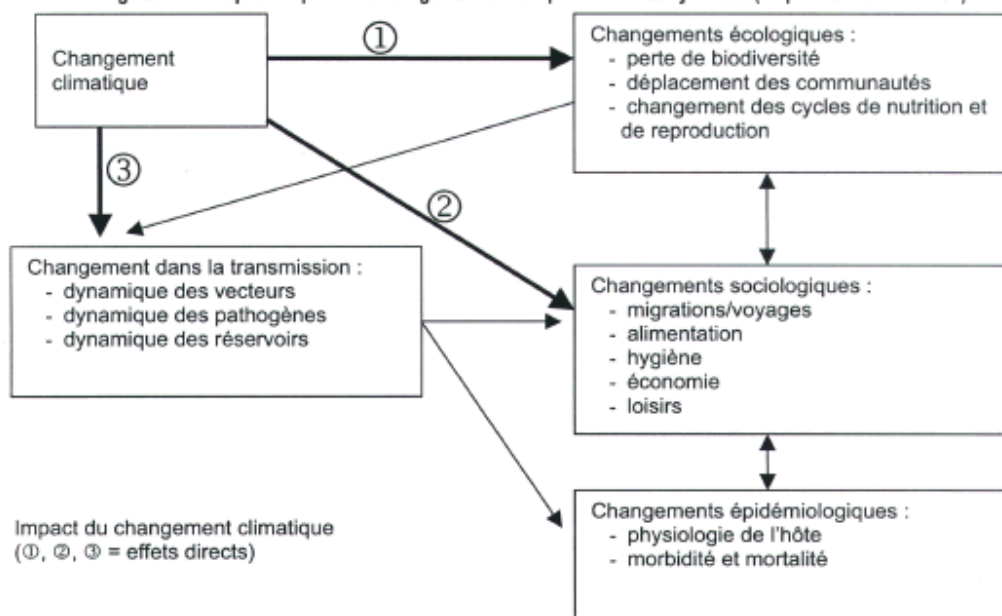 ①
Changement
climatique
Changements écologiques :
- perte de biodiversité
- déplacement des communautés
- changement des cycles de nutrition et
de reproduction
③
②
Changement dans la transmission :
- dynamique des vecteurs
- dynamique des pathogènes
- dynamique des réservoirs
Changements sociologiques :
- migrations/voyages
- alimentation
- hygiène
- économie
- loisirs
Impact du changement climatique
(①, ②, ③ = effets directs)
Changements épidémiologiques :
- physiologie de l'hôte
- morbidité et mortalité